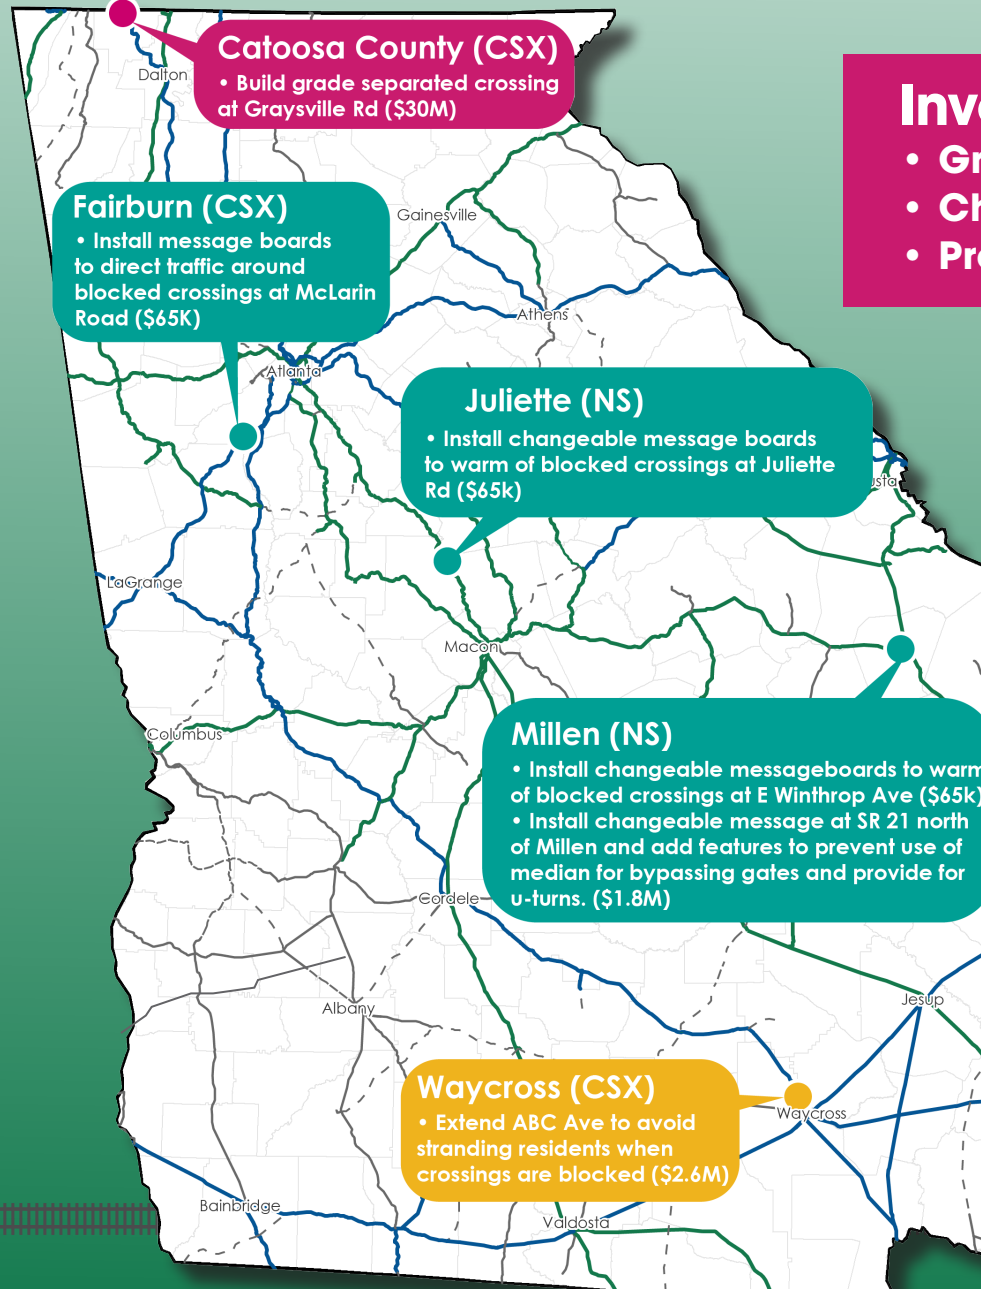 Catoosa County (CSX)
• Build grade separated crossing
at Graysville Rd ($30M)
Dalton
Fairburn (CSX)
• Install message boards
to direct traffic around
blocked crossings at McLarin
Road ($65K)
Gainesville
Athens
Atlanta
Juliette (NS)
• Install changeable message boards
to warm of blocked crossings at Juliette
Rd ($65k)
LaGrange
Macon
Columbus
Millen (NS)
• Install changeable messageboards to warm
of blocked crossings at E Winthrop Ave ($65k)
• Install changeable message at SR 21 north
of Millen and add features to prevent use of
median for bypassing gates and provide for
u-turns. ($1.8M)
Cordele
Albany
Jesup
Waycross (CSX)
• Extend ABC Ave to avoid
stranding residents when
crossings are blocked ($2.6M)
Waycross
Bainbridge
Valdosta